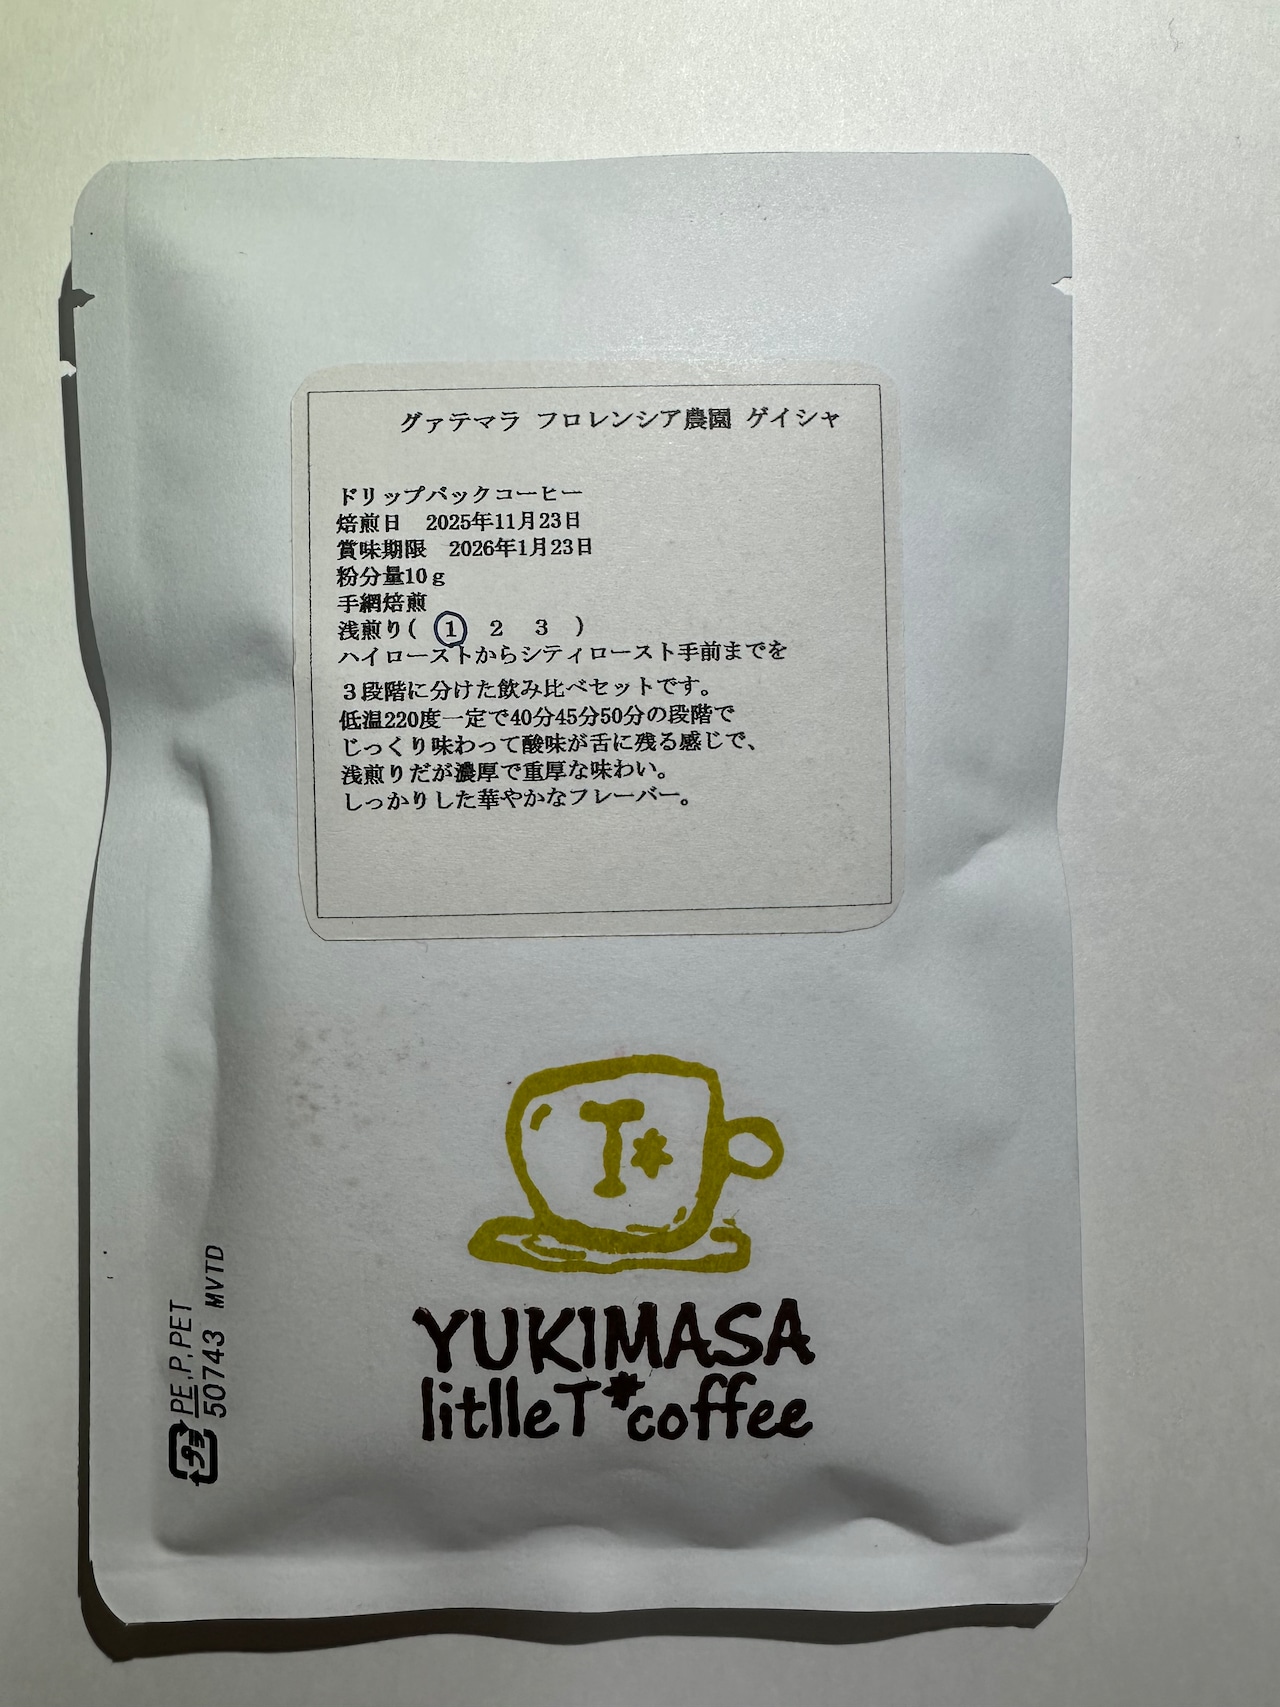 グァテマラ フロレンシア農園 ゲイシャ
ドリップバックコーヒー
焙煎日 2025年11月23日
賞味期限 2026年1月23日
粉分量10g
手網焙煎
浅煎り( 1 2 3 )
ハイローストからシティロースト手前までを
3段階に分けた飲み比べセットです。
低温220度一定で40分45分50分の段階で
じっくり味わって酸味が舌に残る感じで、
浅煎りだが濃厚で重厚な味わい。
しっかりした華やかなフレーバー。
T*
YUKIMASA
litlleT*coffee
プラ
PE.P.PET
50743 MVTD